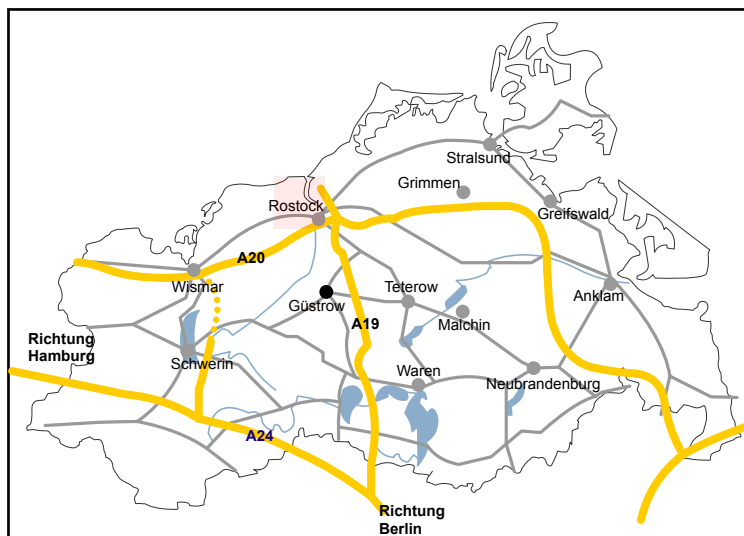 Stralsund
Grimmen
Rostock
Greifswald
A20
Wismar
Teterow
Anklam
Güstrow
A19
Malchin
Richtung
Hamburg
Schwerin
Waren
Neubrandenburg
A24
Richtung
Berlin